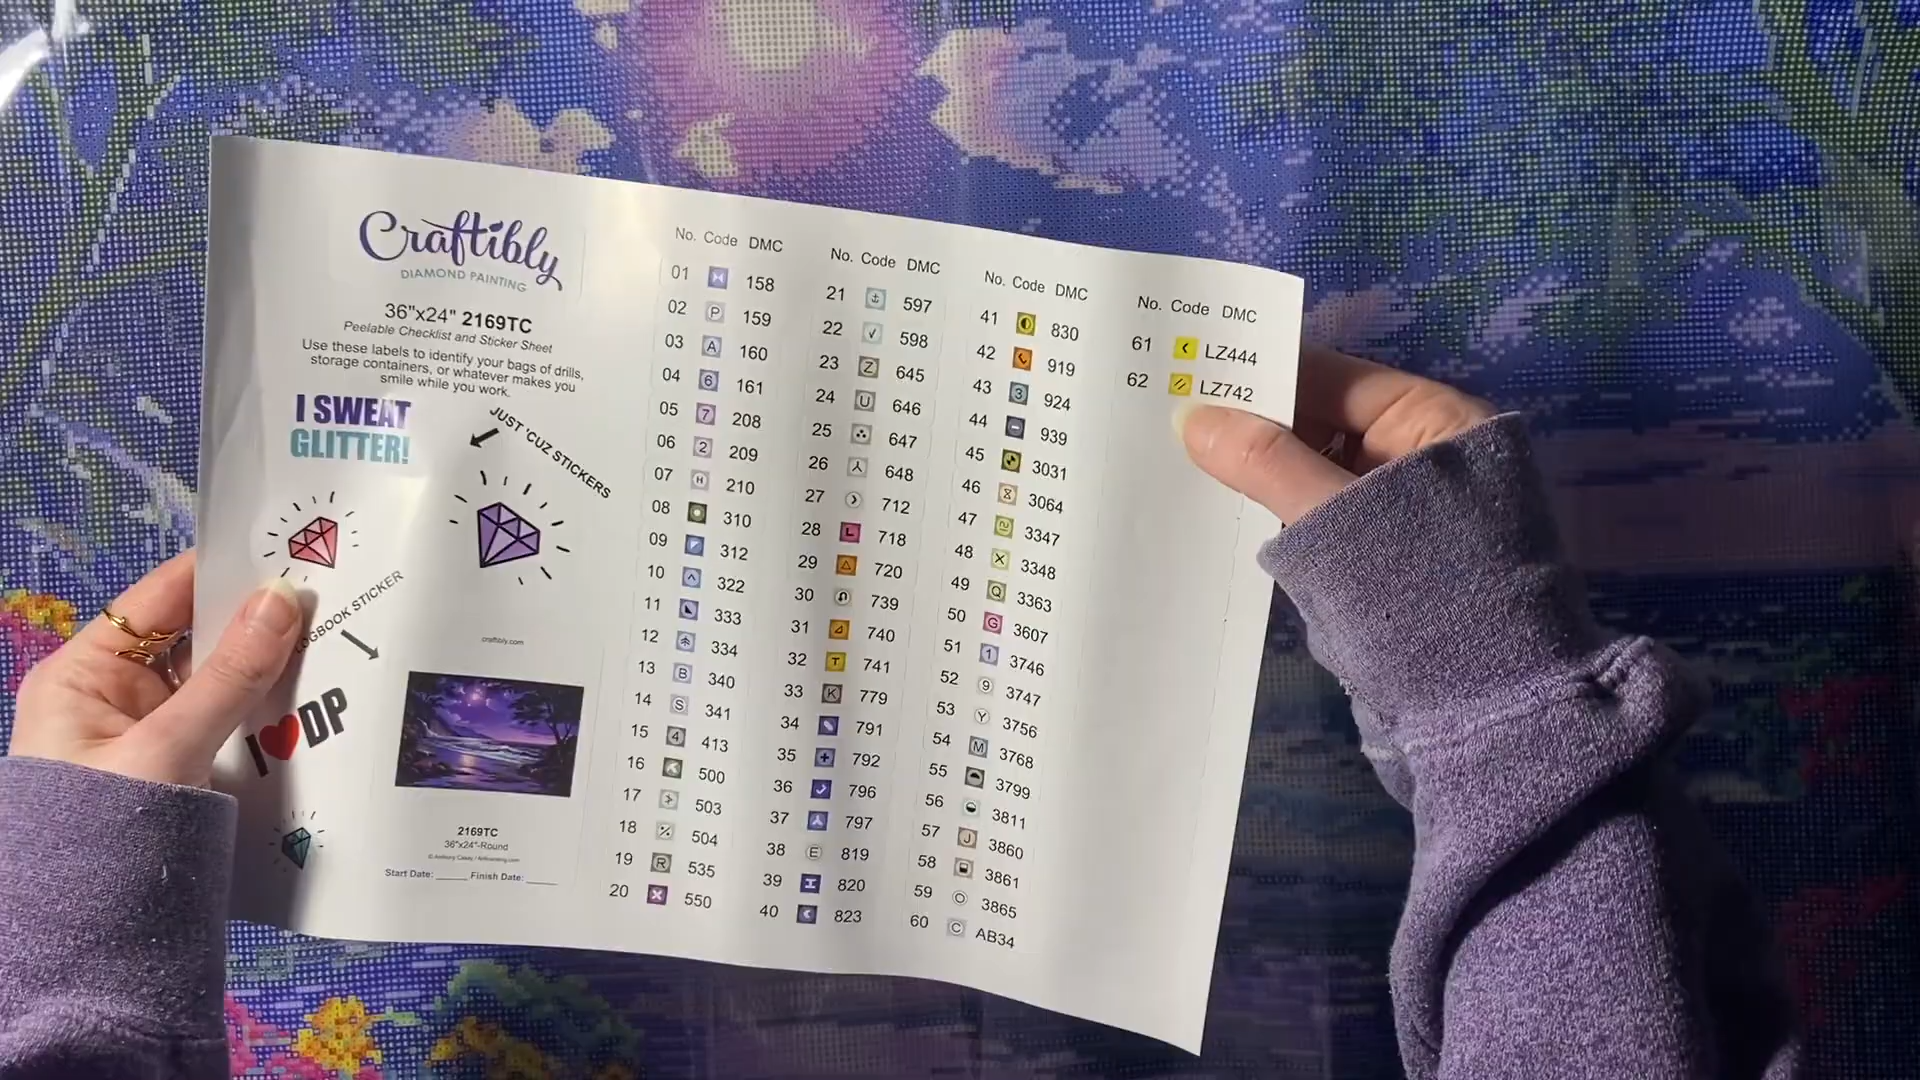 Craftibly
DIAMOND PAINTING
36"x24" 2169TC
Peelable Checklist and Sticker Sheet
Use these labels to identify your bags of drills,
storage containers, or whatever makes you
smile while you work.
I SWEAT
GLITTER!
JUST 'CUZ STICKERS
LOGBOOK STICKER
craftibly.com
I ❤ DP
2169TC
36"x24"-Round
Start Date: _____ Finish Date: _____
No. Code DMC
01 158
02 P 159
03 A 160
04 6 161
05 7 208
06 2 209
07 H 210
08 310
09 312
10 ^ 322
11 333
12 334
13 B 340
14 S 341
15 4 413
16 500
17 503
18 504
19 R 535
20 X 550
No. Code DMC
21 597
22 √ 598
23 Z 645
24 U 646
25 647
26 648
27 712
28 L 718
29 △ 720
30 739
31 740
32 T 741
33 K 779
34 791
35 + 792
36 796
37 797
38 E 819
39 820
40 823
No. Code DMC
41 830
42 919
43 3 924
44 − 939
45 3031
46 3064
47 3347
48 X 3348
49 Q 3363
50 G 3607
51 1 3746
52 9 3747
53 Y 3756
54 M 3768
55 3799
56 3811
57 J 3860
58 3861
59 O 3865
60 C AB34
No. Code DMC
61 < LZ444
62 // LZ742